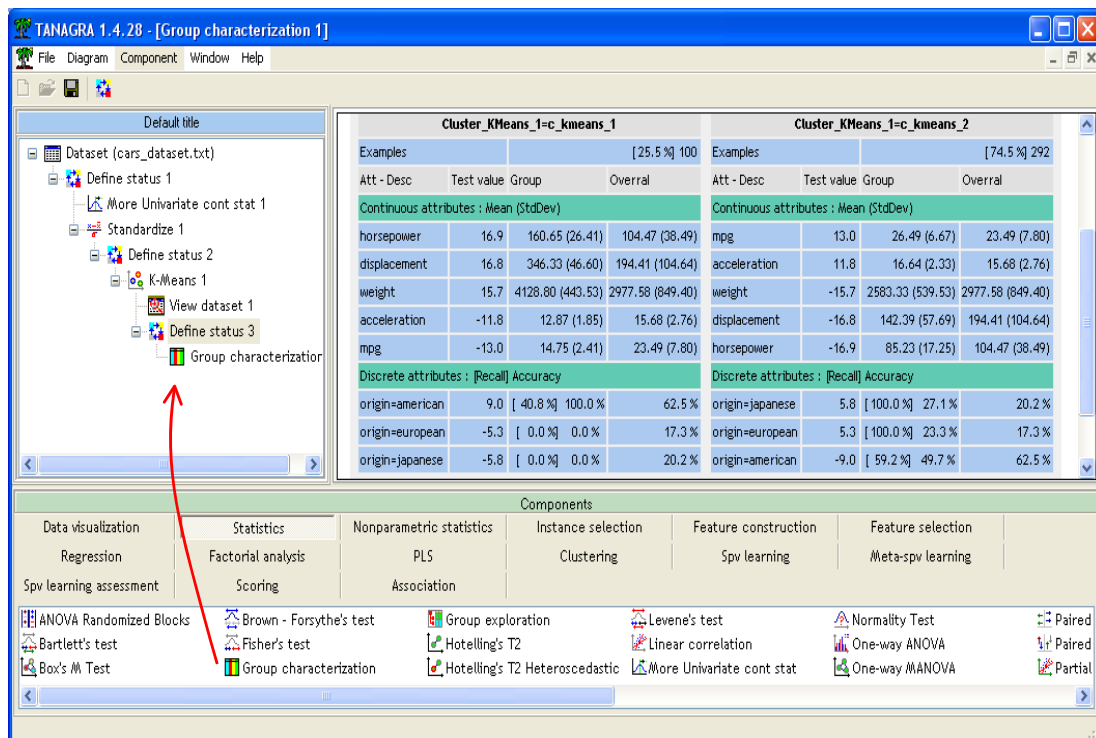 TANAGRA 1.4.28 - [Group characterization 1]
File Diagram Component Window Help
Default title
Dataset (cars_dataset.txt)
Define status 1
More Univariate cont stat 1
Standardize 1
Define status 2
K-Means 1
View dataset 1
Define status 3
Group characterization
Cluster_KMeans_1=c_kmeans_1 Cluster_KMeans_1=c_kmeans_2
Examples [25.5 %] 100 Examples [74.5 %] 292
Att - Desc Test value Group Overral Att - Desc Test value Group Overral
Continuous attributes : Mean (StdDev) Continuous attributes : Mean (StdDev)
horsepower 16.9 160.65 (26.41) 104.47 (38.49) mpg 13.0 26.49 (6.67) 23.49 (7.80)
displacement 16.8 346.33 (46.60) 194.41 (104.64) acceleration 11.8 16.64 (2.33) 15.68 (2.76)
weight 15.7 4128.80 (443.53) 2977.58 (849.40) weight -15.7 2583.33 (539.53) 2977.58 (849.40)
acceleration -11.8 12.87 (1.85) 15.68 (2.76) displacement -16.8 142.39 (57.69) 194.41 (104.64)
mpg -13.0 14.75 (2.41) 23.49 (7.80) horsepower -16.9 85.23 (17.25) 104.47 (38.49)
Discrete attributes : [Recall] Accuracy Discrete attributes : [Recall] Accuracy
origin=american 9.0 [ 40.8 %] 100.0 % 62.5 % origin=japanese 5.8 [100.0 %] 27.1 % 20.2 %
origin=european -5.3 [ 0.0 %] 0.0 % 17.3 % origin=european 5.3 [100.0 %] 23.3 % 17.3 %
origin=japanese -5.8 [ 0.0 %] 0.0 % 20.2 % origin=american -9.0 [ 59.2 %] 49.7 % 62.5 %
Components
Data visualization Statistics Nonparametric statistics Instance selection Feature construction Feature selection
Regression Factorial analysis PLS Clustering Spv learning Meta-spv learning
Spv learning assessment Scoring Association
ANOVA Randomized Blocks Brown - Forsythe's test Group exploration Levene's test Normality Test Paired
Bartlett's test Fisher's test Hotelling's T2 Linear correlation One-way ANOVA Paired
Box's M Test Group characterization Hotelling's T2 Heteroscedastic More Univariate cont stat One-way MANOVA Partial